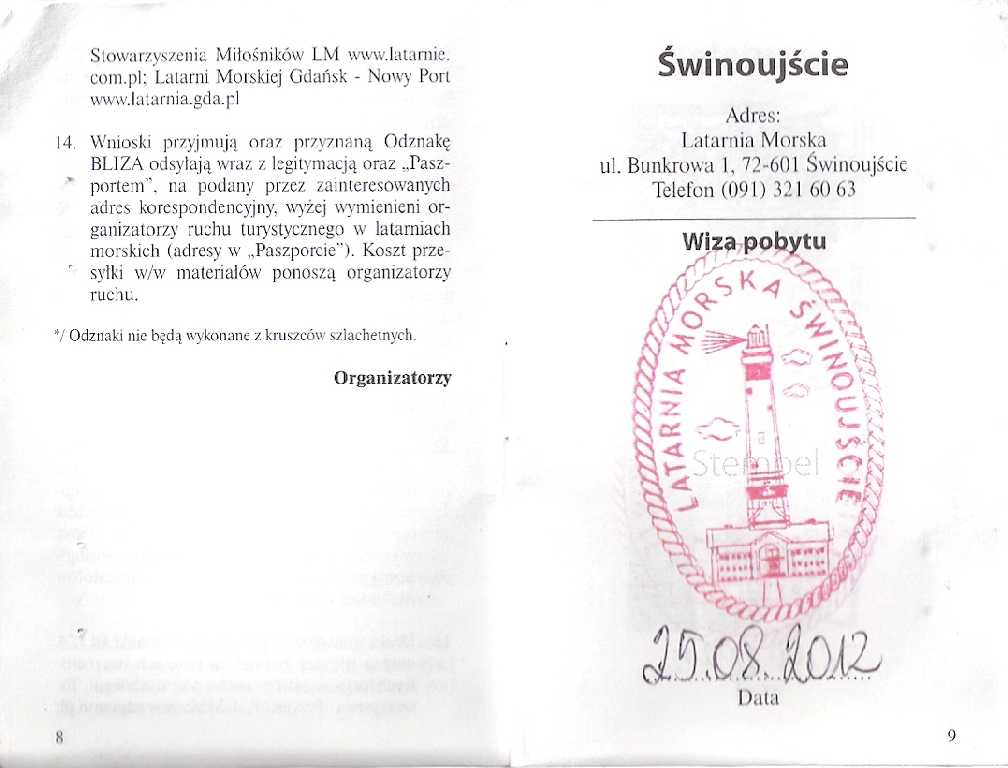 Stowarzyszenia Miłośników LM www.latarnie.
com.pl; Latarni Morskiej Gdańsk - Nowy Port
www.latarnia.gda.pl
14. Wnioski przyjmują oraz przyznaną Odznakę
BLIZA odsyłają wraz z legitymacją oraz „Pasz-
portem”, na podany przez zainteresowanych
adres korespondencyjny, wyżej wymienieni or-
ganizatorzy ruchu turystycznego w latarniach
morskich (adresy w „Paszporcie”). Koszt prze-
syłki w/w materiałów ponoszą organizatorzy
ruchu.
*/ Odznaki nie będą wykonane z kruszców szlachetnych.
Organizatorzy
8
Świnoujście
Adres:
Latarnia Morska
ul. Bunkrowa 1, 72-601 Świnoujście
Telefon (091) 321 60 63
Wiza pobytu
LATARNIA MORSKA ŚWINOUJŚCIE
Stempel
25.08.2012
Data
9